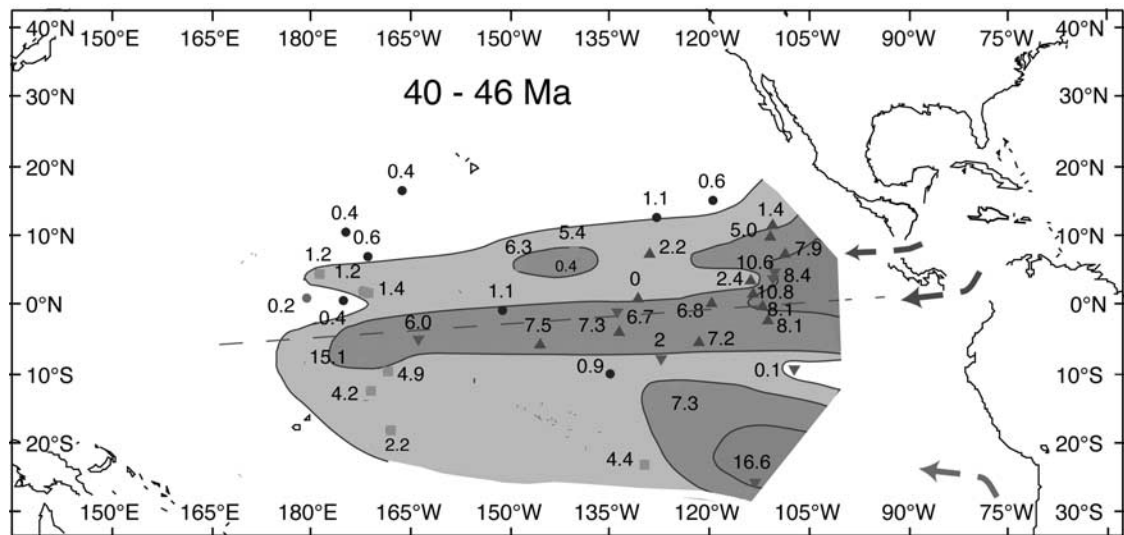 40°N 150°E 165°E 180°E 165°W 150°W 135°W 120°W 105°W 90°W 75°W 40°N
40 - 46 Ma
30°N 30°N
20°N 20°N
0.4 0.6
0.4 1.1 1.4
10°N 0.6 6.3 5.4 2.2 5.0 7.9 10°N
1.2 1.2 0.4 10.6 8.4
1.4 0 2.4 10.8
0°N 0.2 0.4 1.1 6.8 8.1 0°N
6.0 7.5 7.3 6.7 8.1
15.1 2 7.2
10°S 4.9 0.9 0.1 10°S
4.2 7.3
20°S 2.2 4.4 16.6 20°S
30°S 30°S
150°E 165°E 180°E 165°W 150°W 135°W 120°W 105°W 90°W 75°W